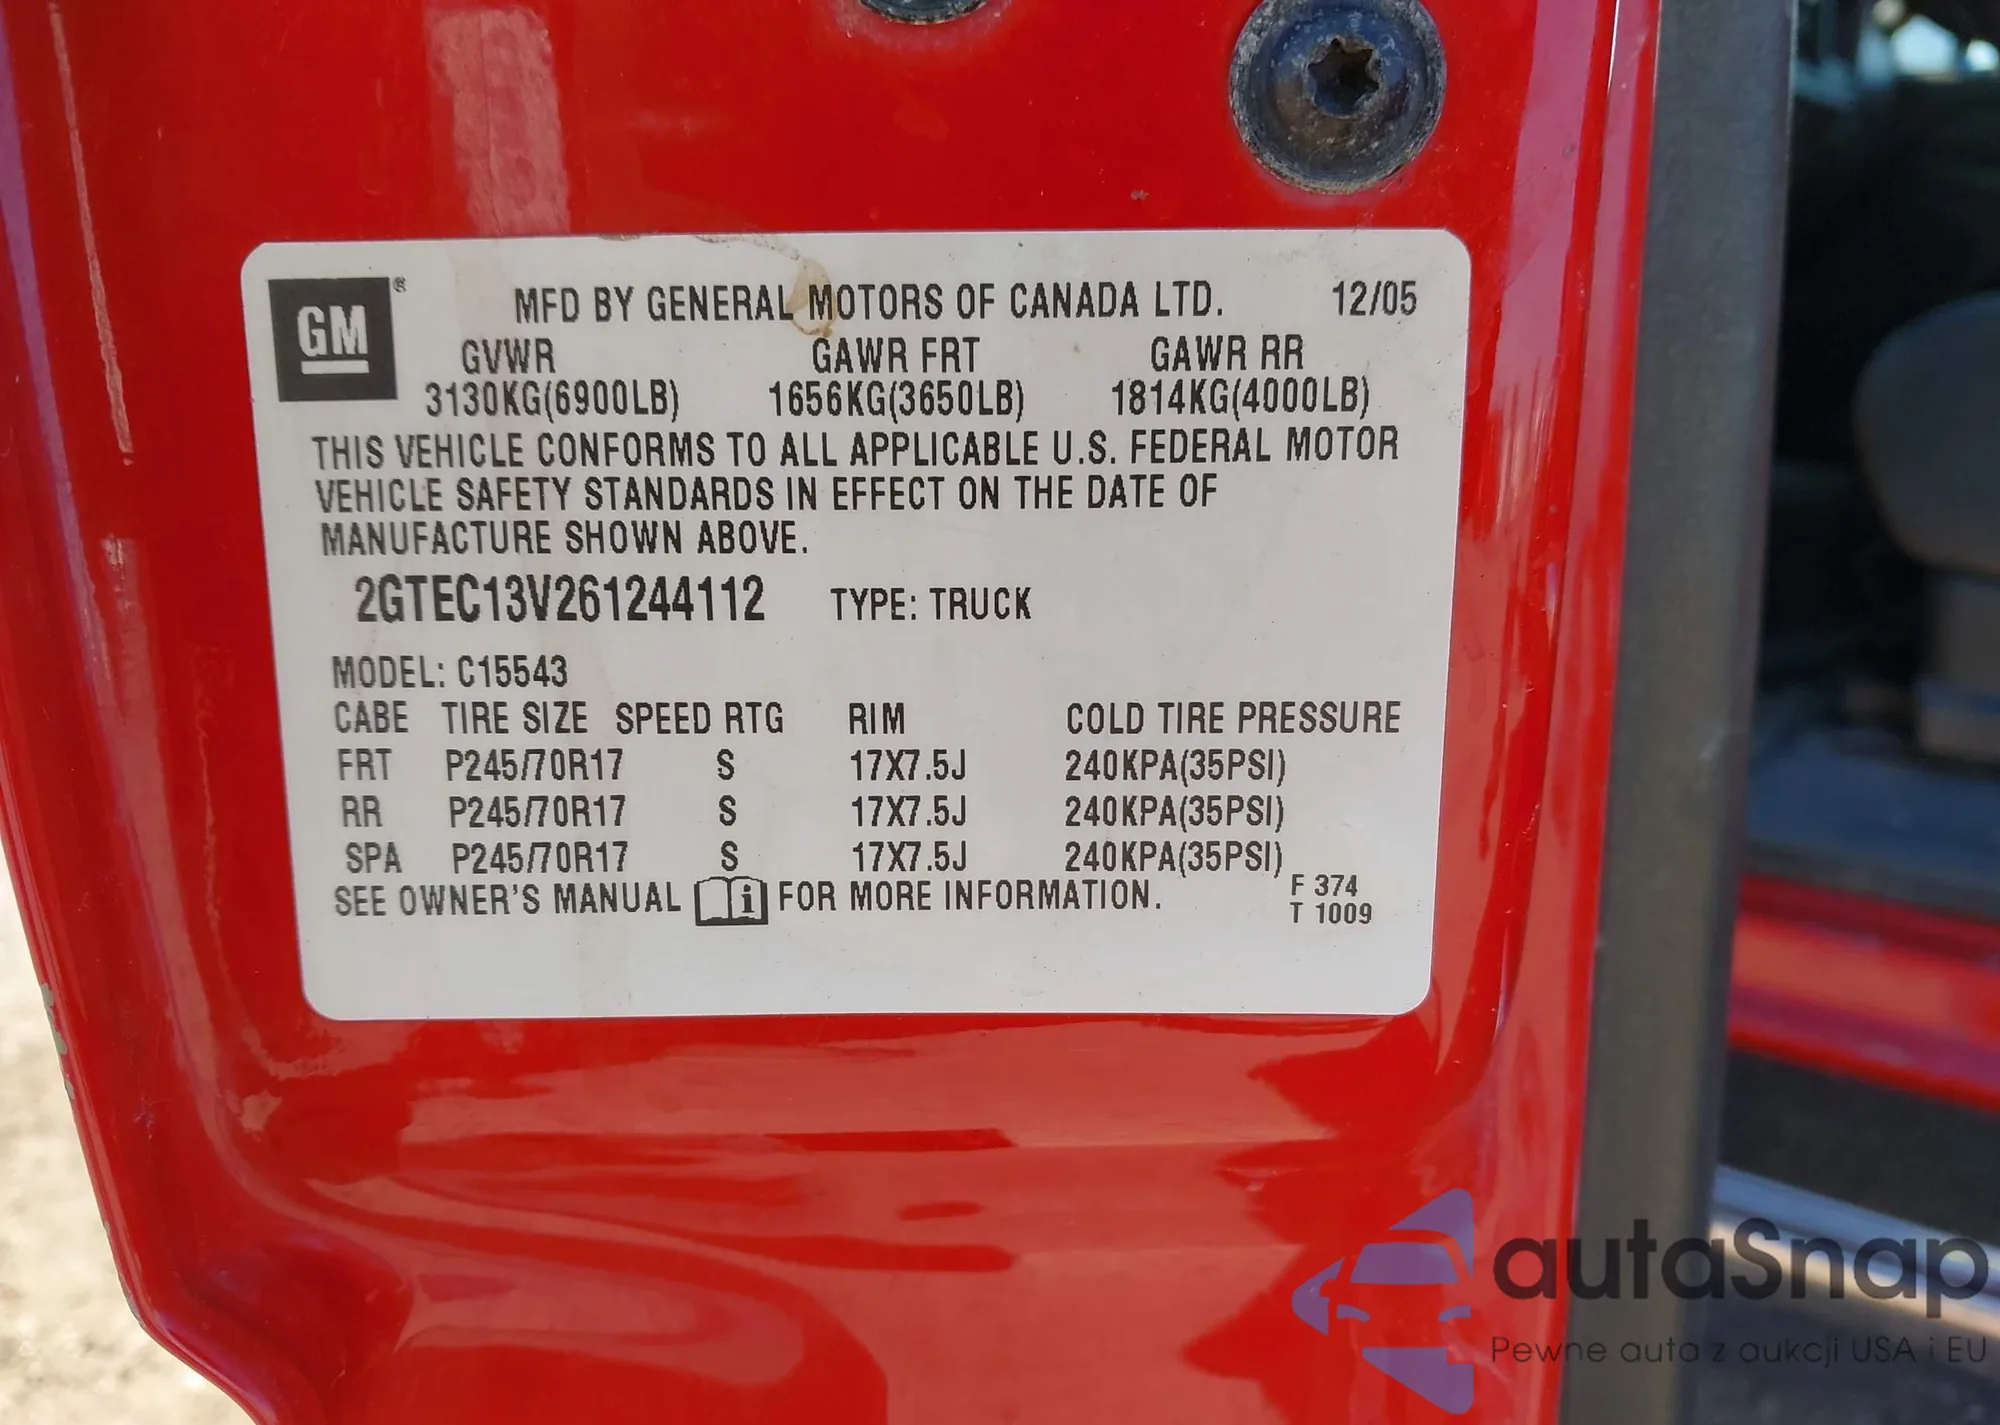 GM®
MFD BY GENERAL MOTORS OF CANADA LTD. 12/05
GVWR GAWR FRT GAWR RR
3130KG(6900LB) 1656KG(3650LB) 1814KG(4000LB)
THIS VEHICLE CONFORMS TO ALL APPLICABLE U.S. FEDERAL MOTOR
VEHICLE SAFETY STANDARDS IN EFFECT ON THE DATE OF
MANUFACTURE SHOWN ABOVE.
2GTEC13V261244112 TYPE: TRUCK
MODEL: C15543
CABE TIRE SIZE SPEED RTG RIM COLD TIRE PRESSURE
FRT P245/70R17 S 17X7.5J 240KPA(35PSI)
RR P245/70R17 S 17X7.5J 240KPA(35PSI)
SPA P245/70R17 S 17X7.5J 240KPA(35PSI)
SEE OWNER'S MANUAL i FOR MORE INFORMATION.
F 374
T 1009
autaSnap
Pewne auta z aukcji USA i EU